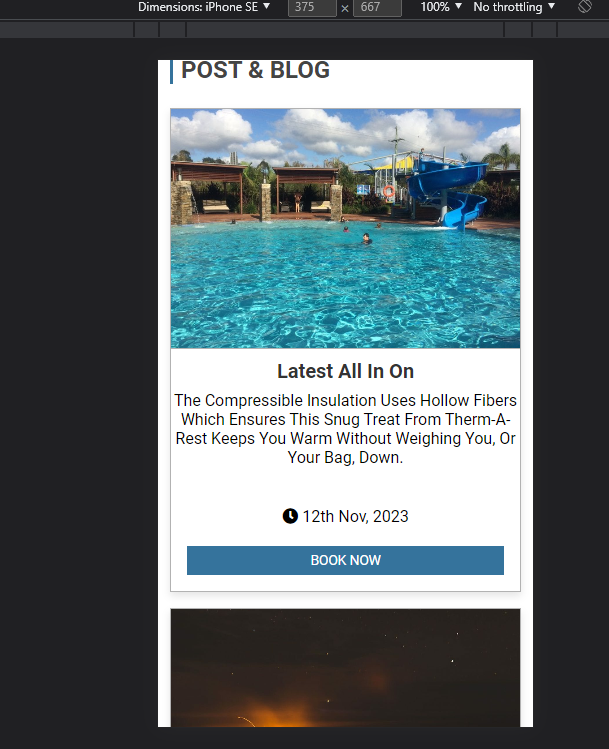 Dimensions: iPhone SE ▼ 375 × 667 100% ▼ No throttling ▼
POST & BLOG
Latest All In On
The Compressible Insulation Uses Hollow Fibers
Which Ensures This Snug Treat From Therm-A-
Rest Keeps You Warm Without Weighing You, Or
Your Bag, Down.
12th Nov, 2023
BOOK NOW